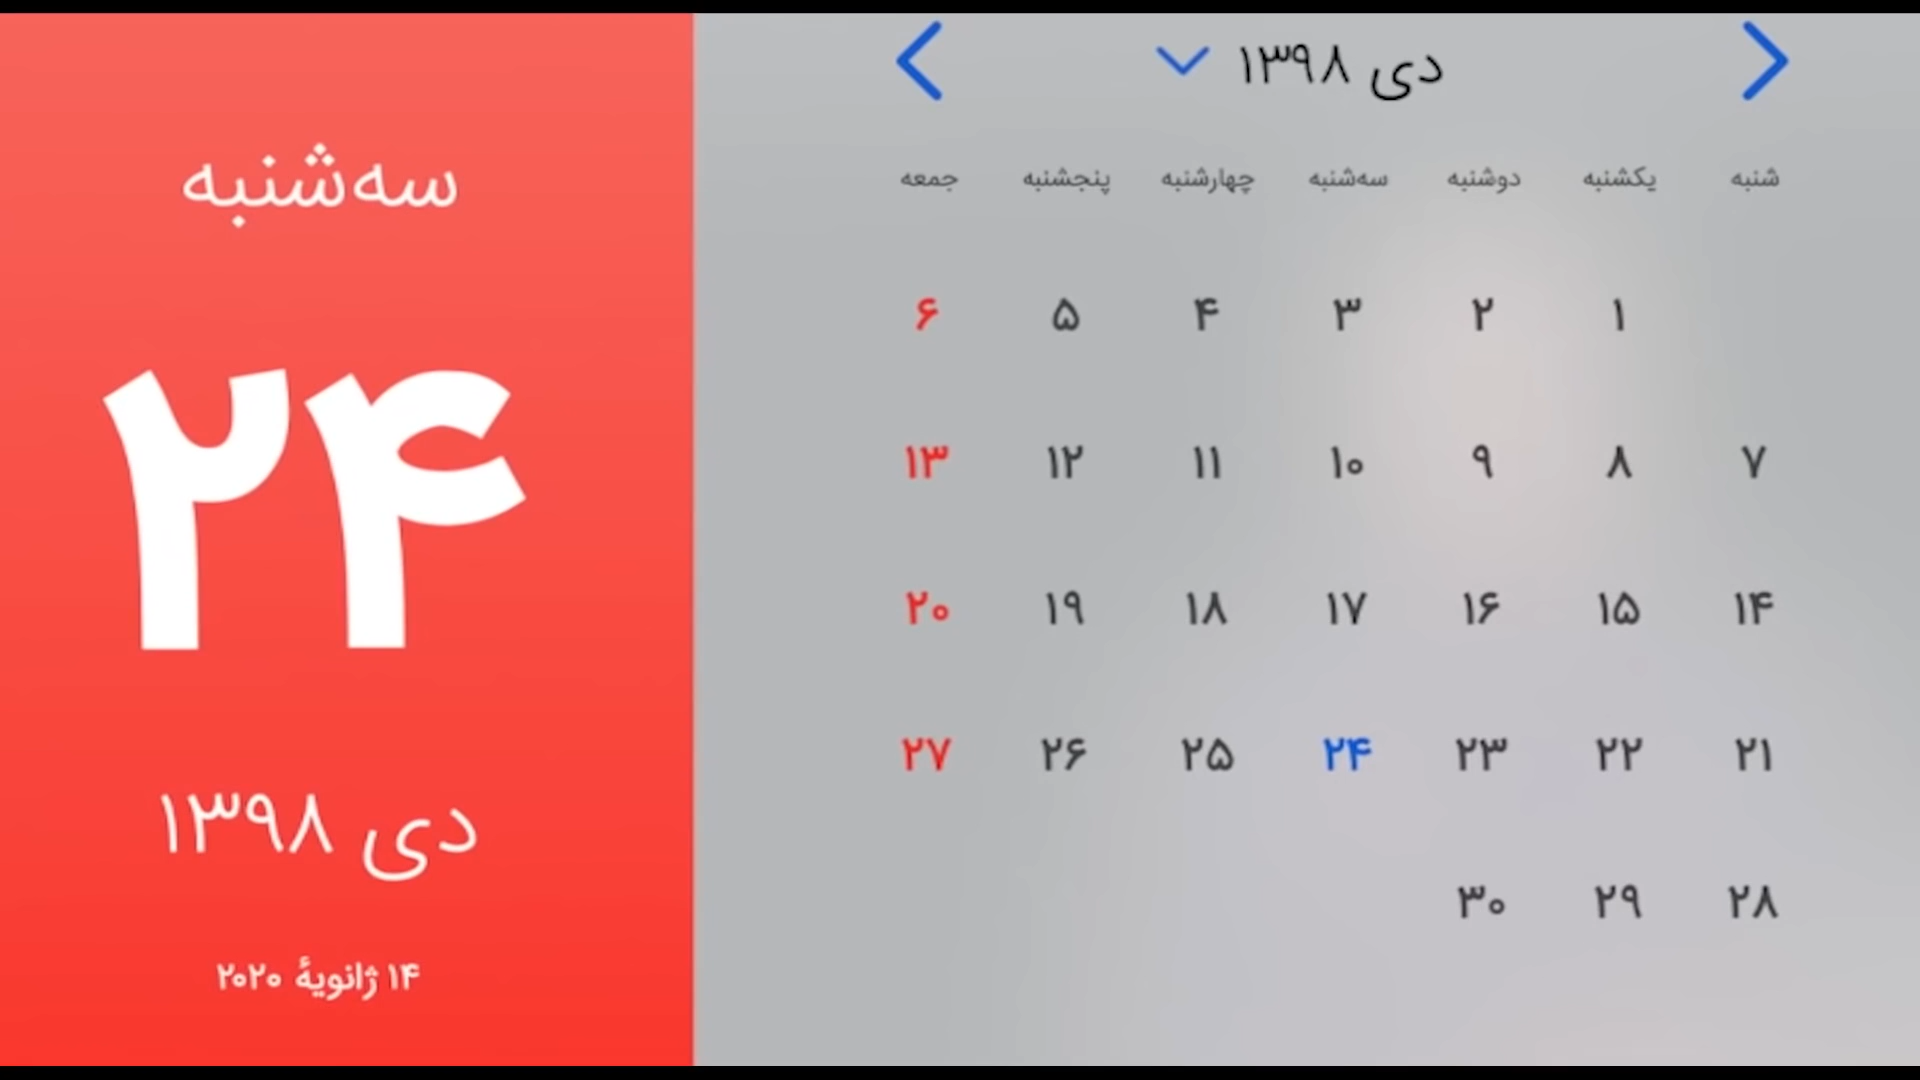 سه‌شنبه
۲۴
دی ۱۳۹۸
۱۴ ژانویهٔ ۲۰۲۰
دی ۱۳۹۸
شنبه یکشنبه دوشنبه سه‌شنبه چهارشنبه پنجشنبه جمعه
۱ ۲ ۳ ۴ ۵ ۶
۷ ۸ ۹ ۱۰ ۱۱ ۱۲ ۱۳
۱۴ ۱۵ ۱۶ ۱۷ ۱۸ ۱۹ ۲۰
۲۱ ۲۲ ۲۳ ۲۴ ۲۵ ۲۶ ۲۷
۲۸ ۲۹ ۳۰